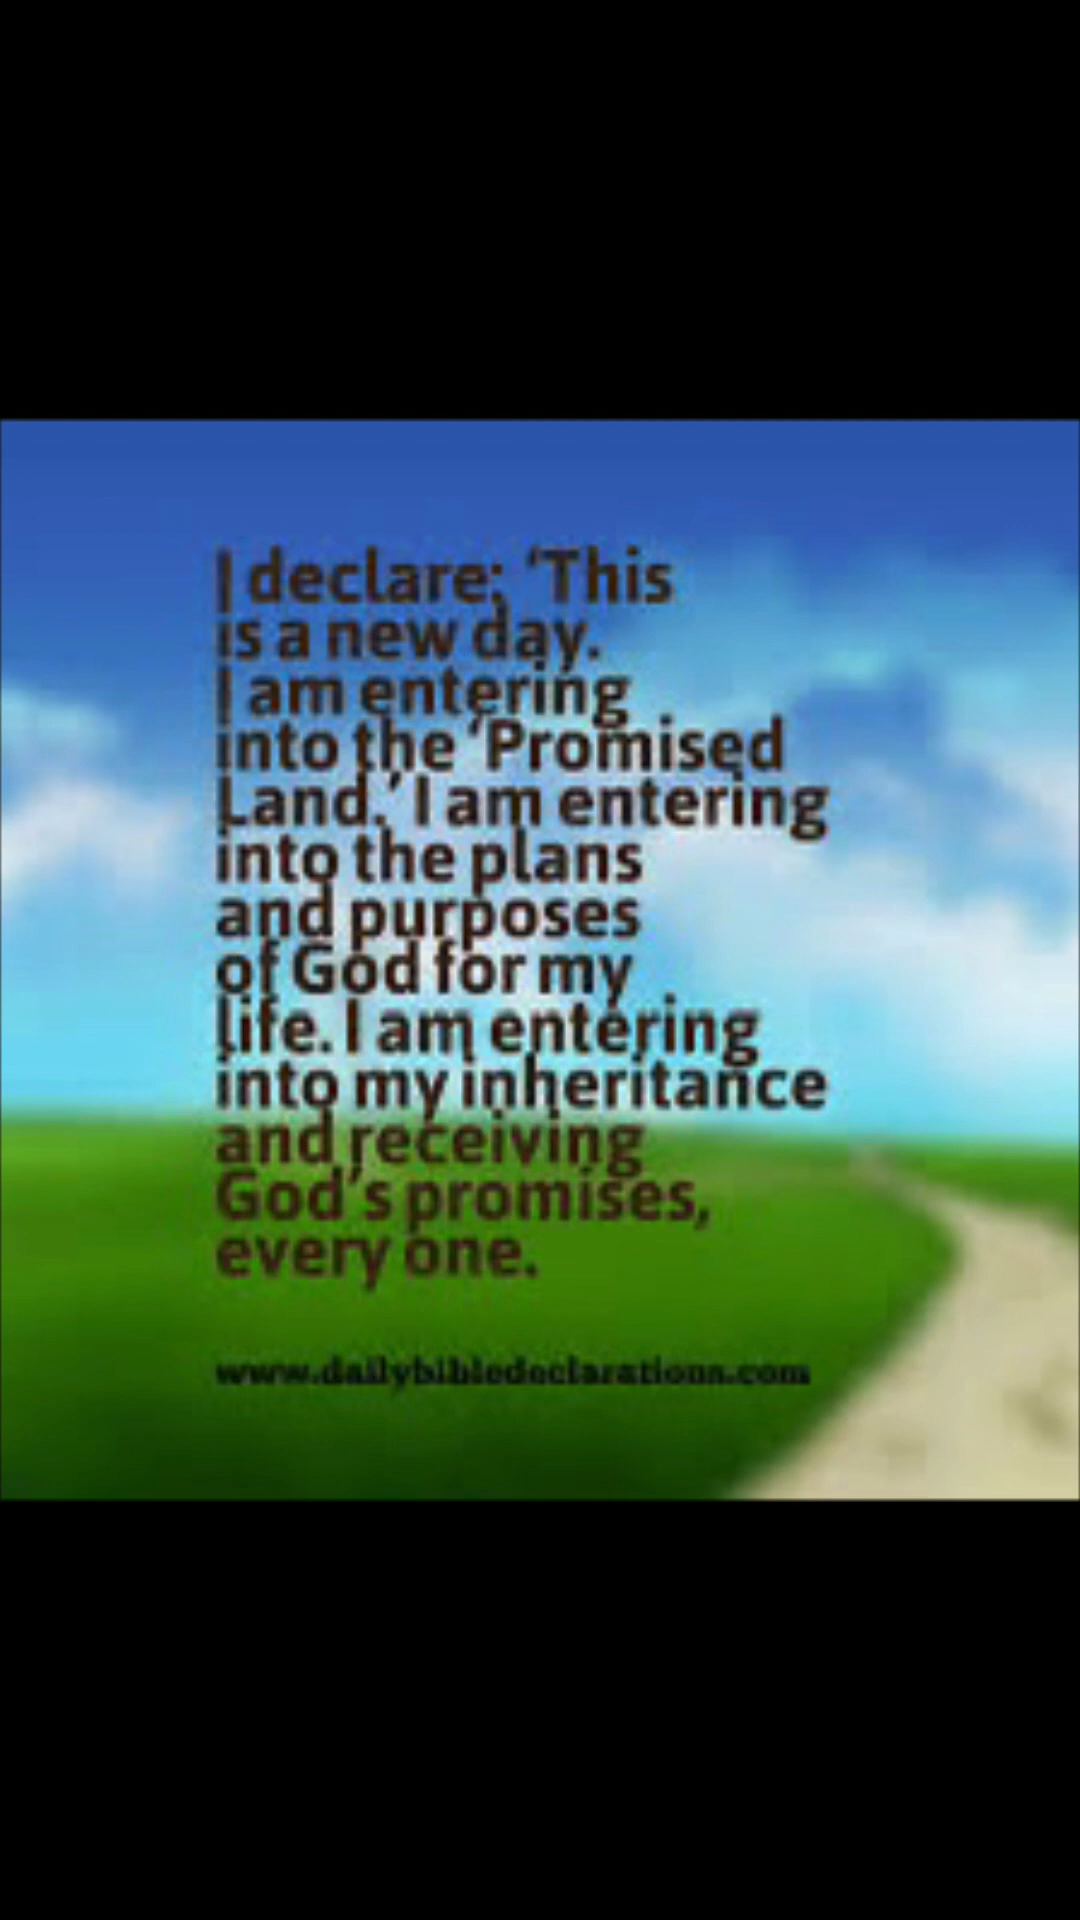 I declare; ‘This
is a new day.
I am entering
into the ‘Promised
Land.’ I am entering
into the plans
and purposes
of God for my
life. I am entering
into my inheritance
and receiving
God's promises,
every one.
www.dailybibledeclarations.com